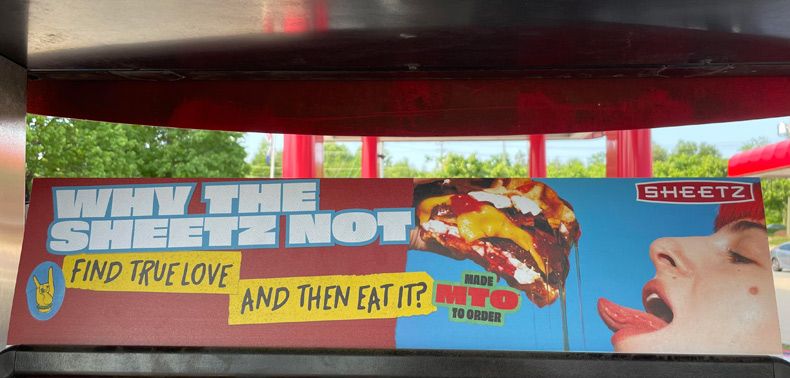 WHY THE
SHEETZ NOT
FIND TRUE LOVE
AND THEN EAT IT?
MADE
MTO
TO ORDER
SHEETZ